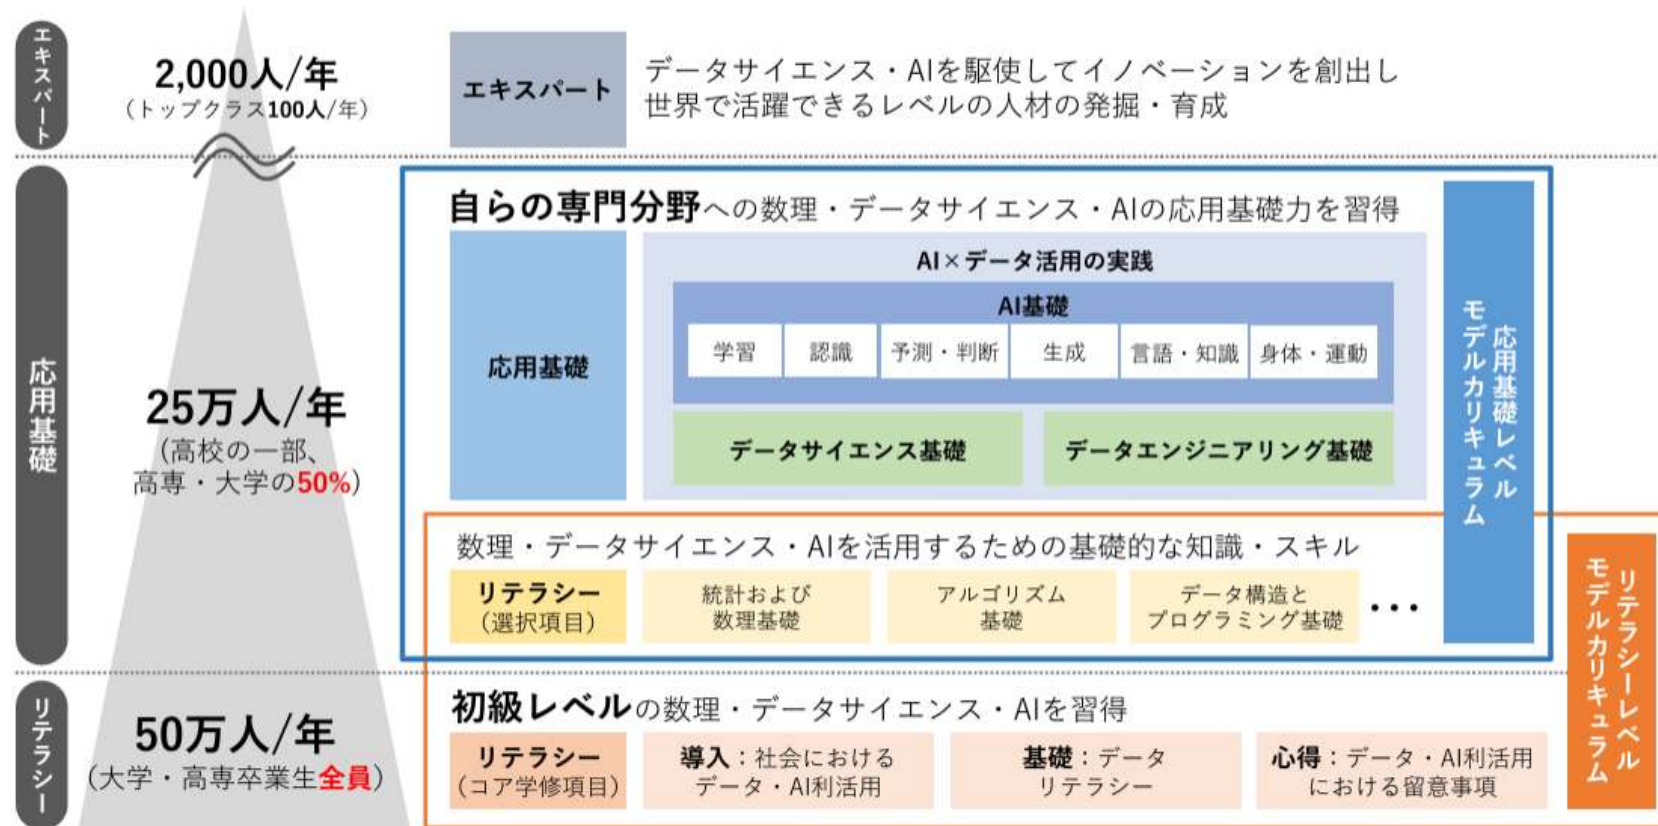 エキスパート
2,000人/年
（トップクラス100人/年）
エキスパート
データサイエンス・AIを駆使してイノベーションを創出し
世界で活躍できるレベルの人材の発掘・育成
応用基礎
25万人/年
(高校の一部、
高専・大学の50%)
自らの専門分野への数理・データサイエンス・AIの応用基礎力を習得
応用基礎
AI×データ活用の実践
AI基礎
学習
認識
予測・判断
生成
言語・知識
身体・運動
データサイエンス基礎
データエンジニアリング基礎
応用基礎レベル
モデルカリキュラム
数理・データサイエンス・AIを活用するための基礎的な知識・スキル
リテラシー
（選択項目）
統計および
数理基礎
アルゴリズム
基礎
データ構造と
プログラミング基礎
・・・
リテラシーレベル
モデルカリキュラム
リテラシー
50万人/年
（大学・高専卒業生全員）
初級レベルの数理・データサイエンス・AIを習得
リテラシー
（コア学修項目）
導入：社会における
データ・AI利活用
基礎：データ
リテラシー
心得：データ・AI利活用
における留意事項